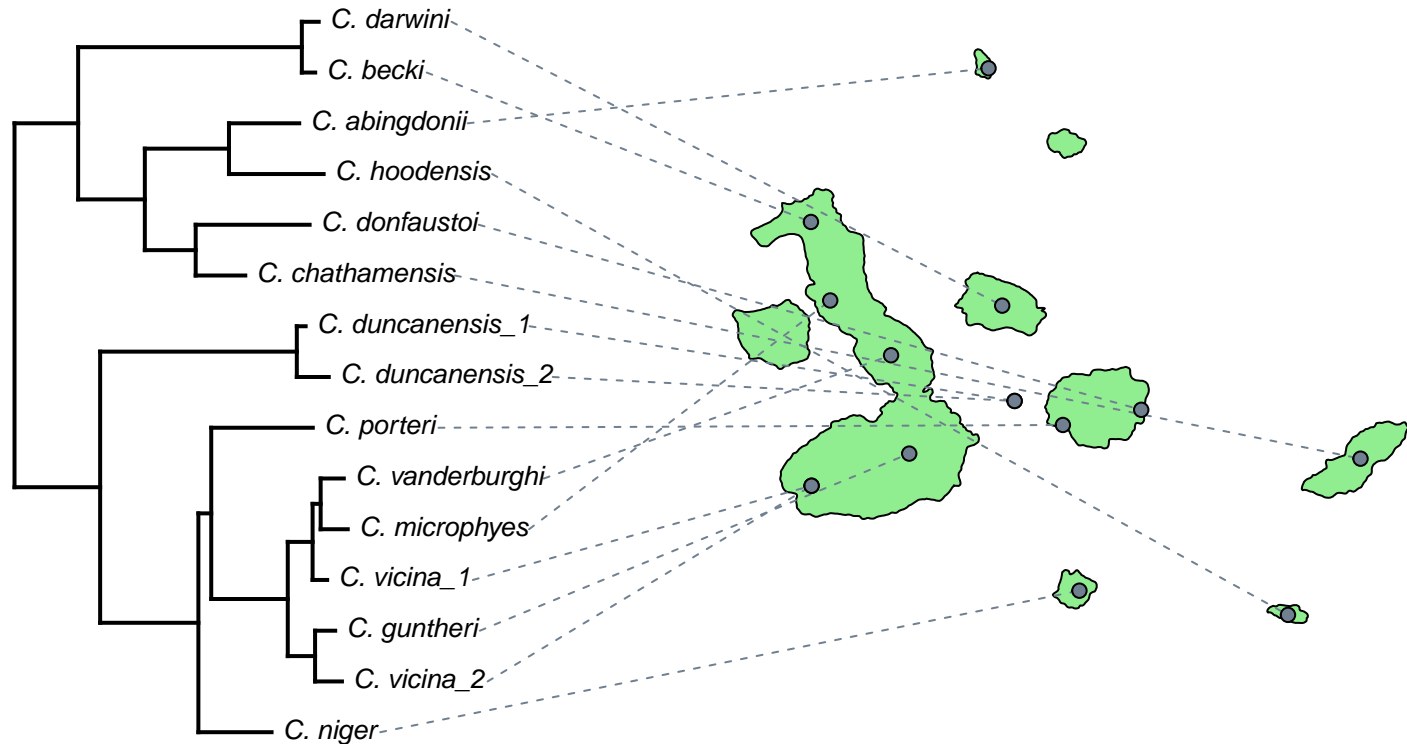 C. darwini
C. becki
C. abingdonii
C. hoodensis
C. donfaustoi
C. chathamensis
C. duncanensis_1
C. duncanensis_2
C. porteri
C. vanderburghi
C. microphyes
C. vicina_1
C. guntheri
C. vicina_2
C. niger